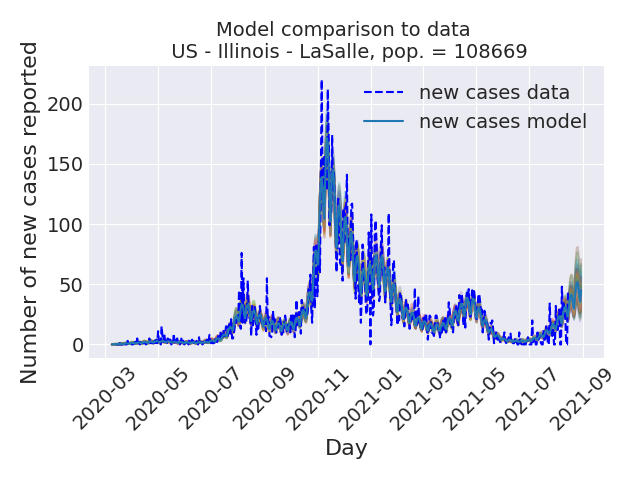 Model comparison to data
US - Illinois - LaSalle, pop. = 108669
Number of new cases reported
200
150
100
50
0
new cases data
new cases model
2020-03
2020-05
2020-07
2020-09
2020-11
2021-01
2021-03
2021-05
2021-07
2021-09
Day